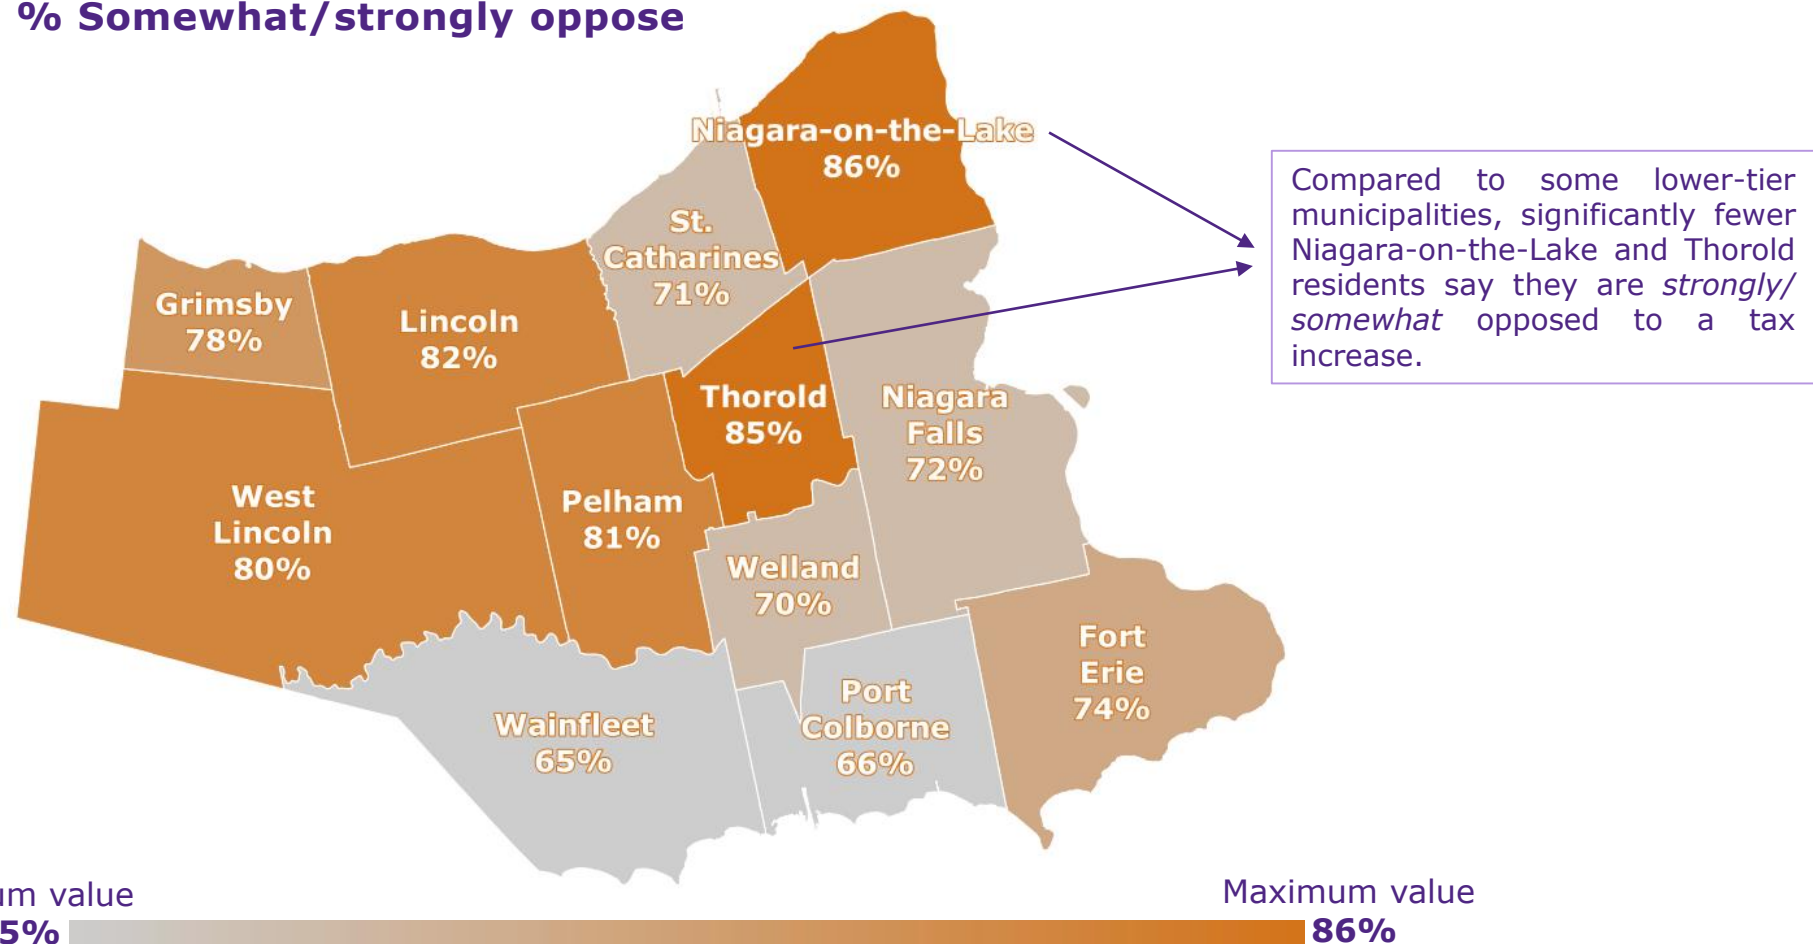 % Somewhat/strongly oppose
Niagara-on-the-Lake
86%
St.
Catharines
71%
Grimsby
78%
Lincoln
82%
Thorold
85%
Niagara
Falls
72%
West
Lincoln
80%
Pelham
81%
Welland
70%
Fort
Erie
74%
Wainfleet
65%
Port
Colborne
66%
Compared to some lower-tier
municipalities, significantly fewer
Niagara-on-the-Lake and Thorold
residents say they are strongly/
somewhat opposed to a tax
increase.
um value
5%
Maximum value
86%